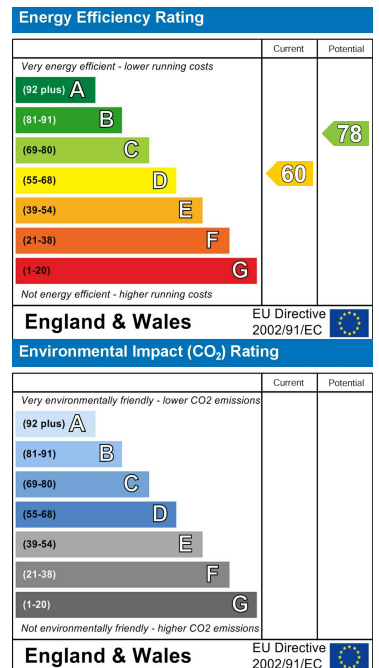 Energy Efficiency Rating
Current Potential
Very energy efficient - lower running costs
(92 plus) A
(81-91) B
78
(69-80) C
60
(55-68) D
(39-54) E
(21-38) F
(1-20) G
Not energy efficient - higher running costs
England & Wales
EU Directive
2002/91/EC
Environmental Impact (CO₂) Rating
Current Potential
Very environmentally friendly - lower CO2 emissions
(92 plus) A
(81-91) B
(69-80) C
(55-68) D
(39-54) E
(21-38) F
(1-20) G
Not environmentally friendly - higher CO2 emissions
England & Wales
EU Directive
2002/91/EC